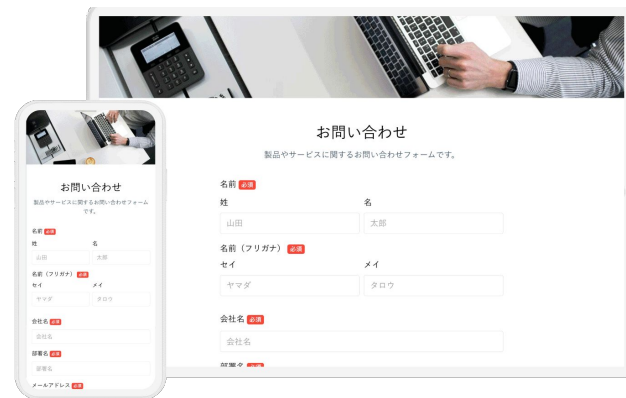 お問い合わせ
製品やサービスに関するお問い合わせフォームです。
名前 必須
姓 名
山田 太郎
名前（フリガナ） 必須
セイ メイ
ヤマダ タロウ
会社名 必須
会社名
部署名 必須
お問い合わせ
製品やサービスに関するお問い合わせフォーム
です。
名前 必須
姓 名
山田 太郎
名前（フリガナ） 必須
セイ メイ
ヤマダ タロウ
会社名 必須
会社名
部署名 必須
部署名
メールアドレス 必須